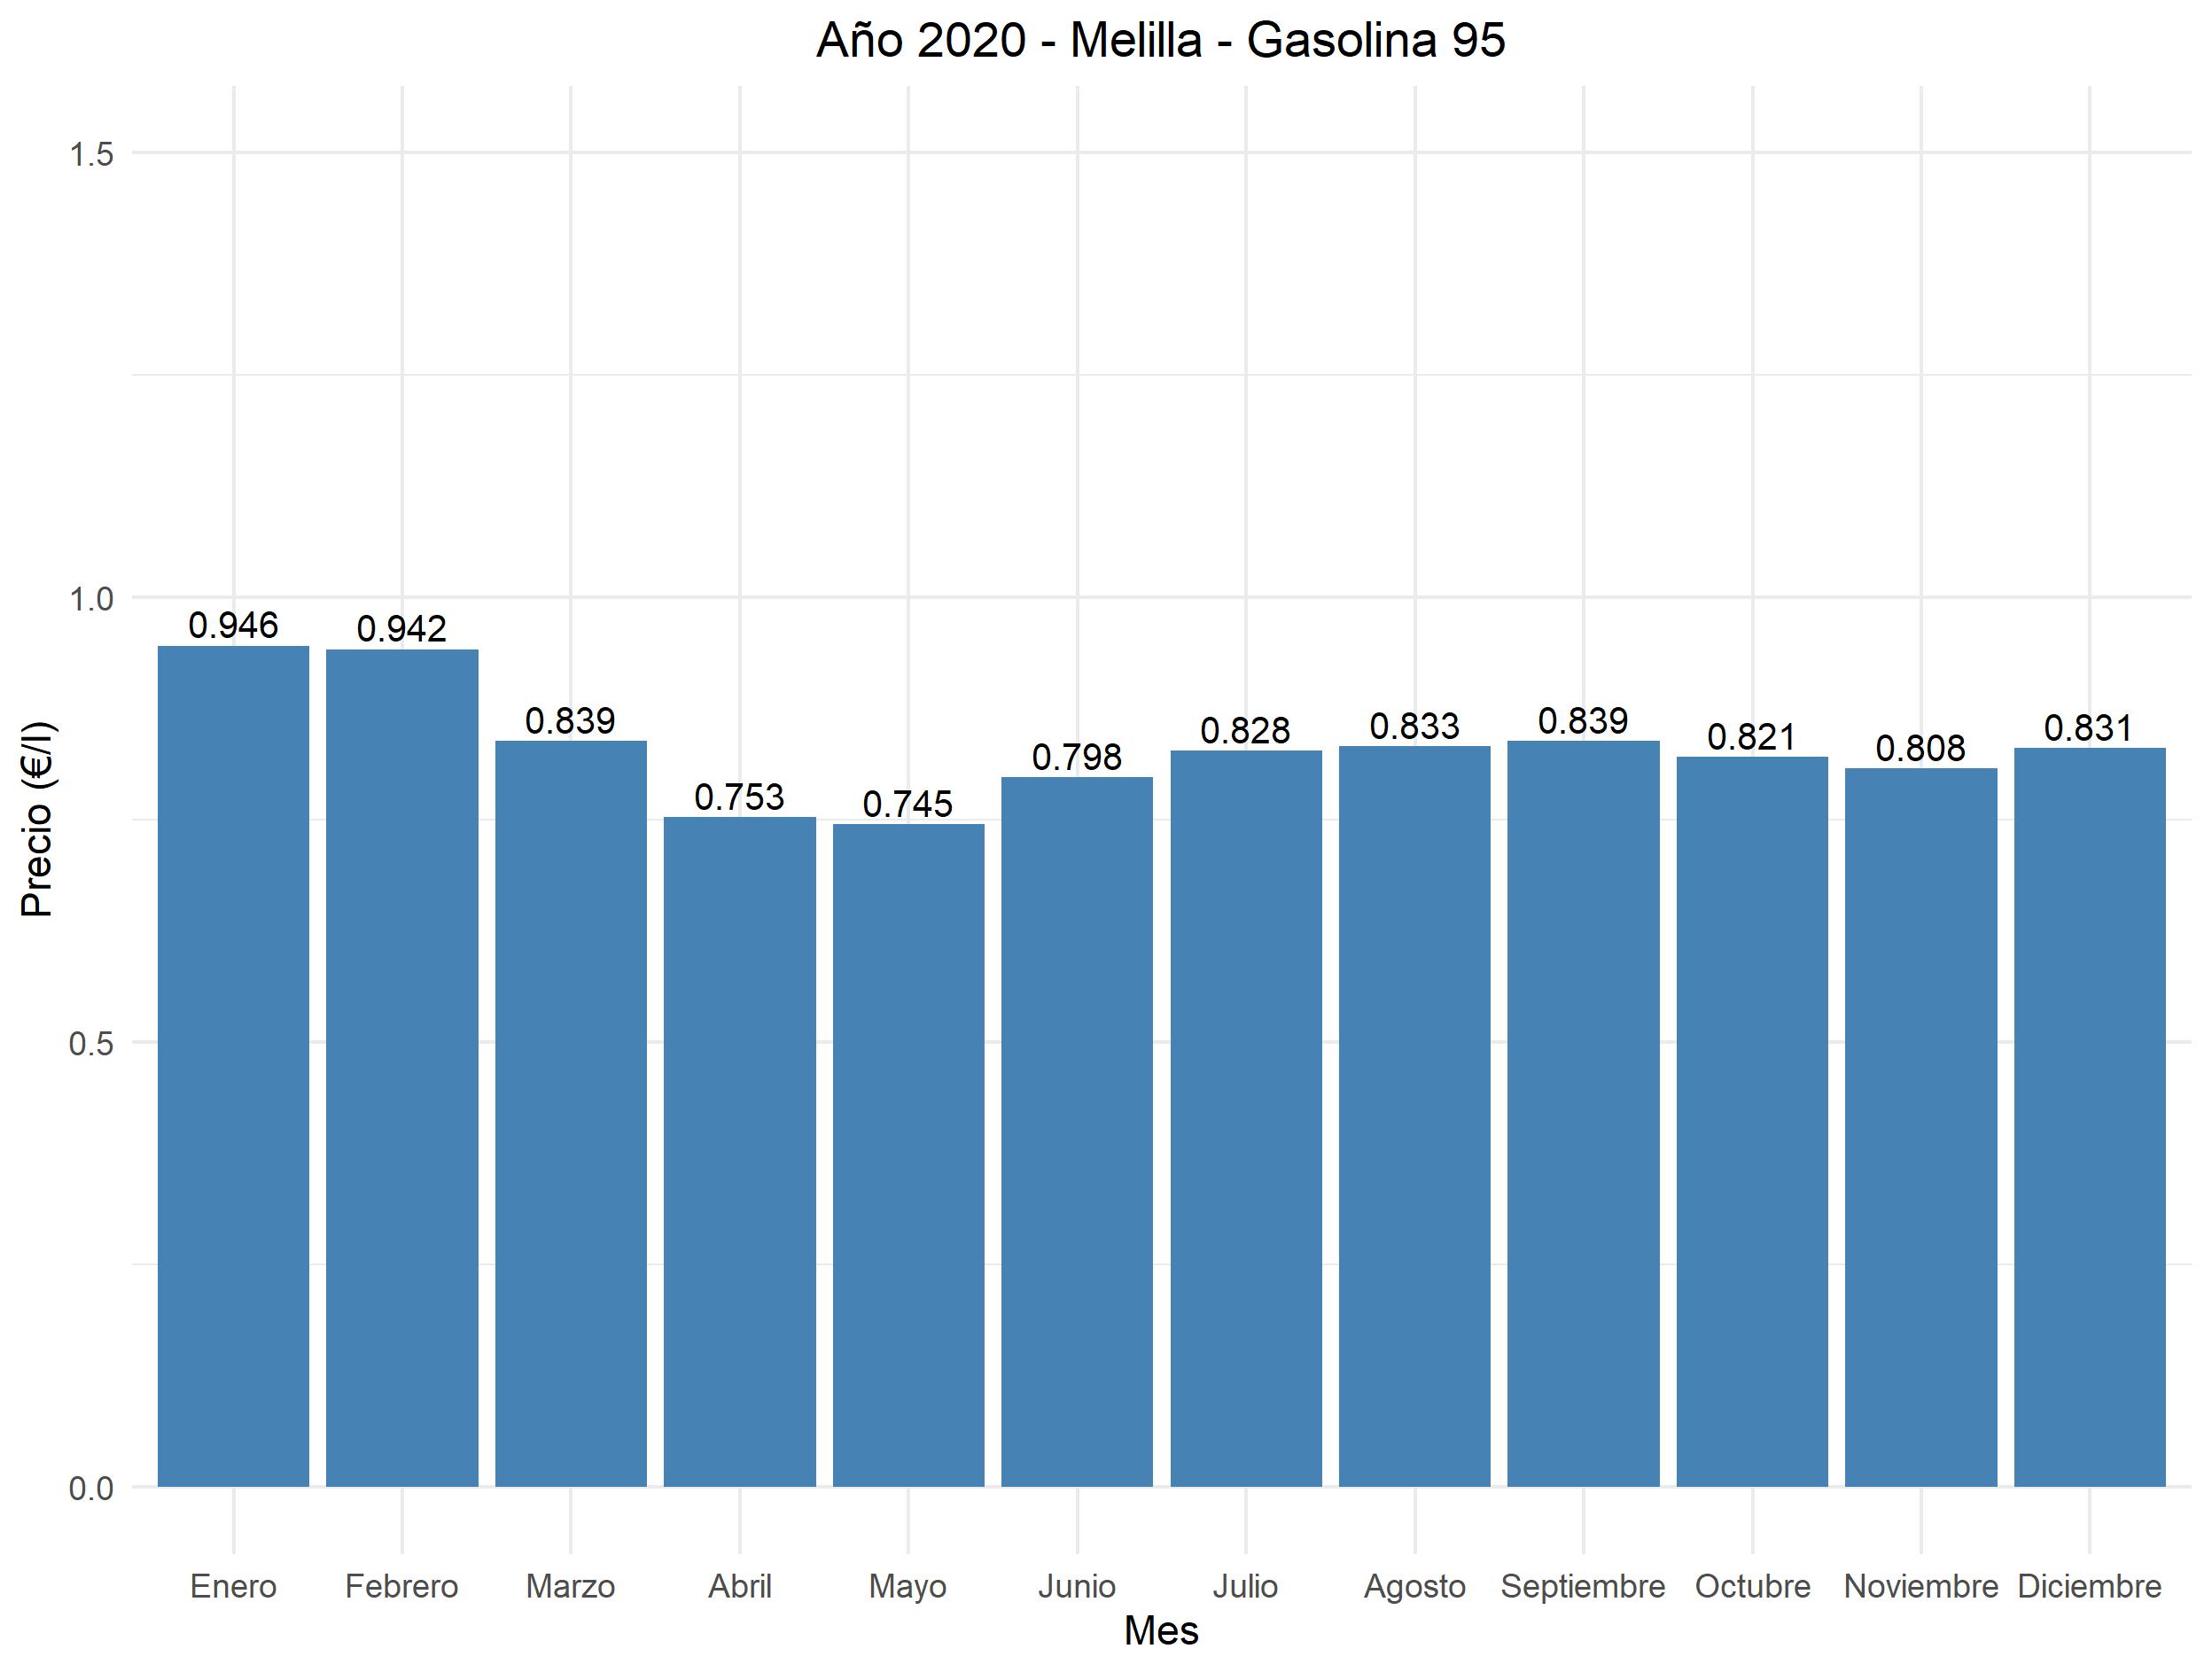 Año 2020 - Melilla - Gasolina 95
Precio (€/l)
1.5
1.0
0.5
0.0
0.946
0.942
0.839
0.753
0.745
0.798
0.828
0.833
0.839
0.821
0.808
0.831
Enero
Febrero
Marzo
Abril
Mayo
Junio
Julio
Agosto
Septiembre
Octubre
Noviembre
Diciembre
Mes